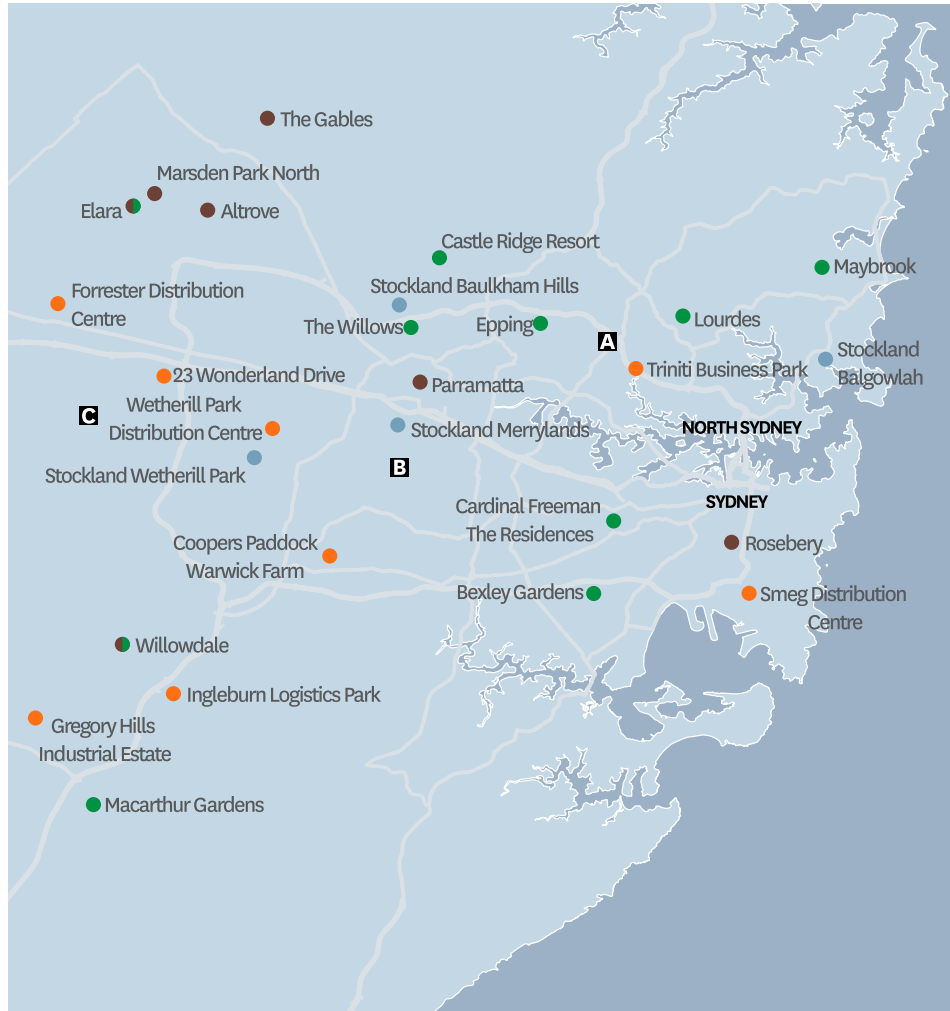 The Gables
Marsden Park North
Elara
Altrove
Castle Ridge Resort
Maybrook
Stockland Baulkham Hills
Forrester Distribution
Centre
The Willows
Epping
Lourdes
A
Stockland
Balgowlah
Triniti Business Park
23 Wonderland Drive
Parramatta
C
Wetherill Park
Distribution Centre
Stockland Merrylands
NORTH SYDNEY
B
Stockland Wetherill Park
SYDNEY
Cardinal Freeman
The Residences
Rosebery
Coopers Paddock
Warwick Farm
Bexley Gardens
Smeg Distribution
Centre
Willowdale
Ingleburn Logistics Park
Gregory Hills
Industrial Estate
Macarthur Gardens